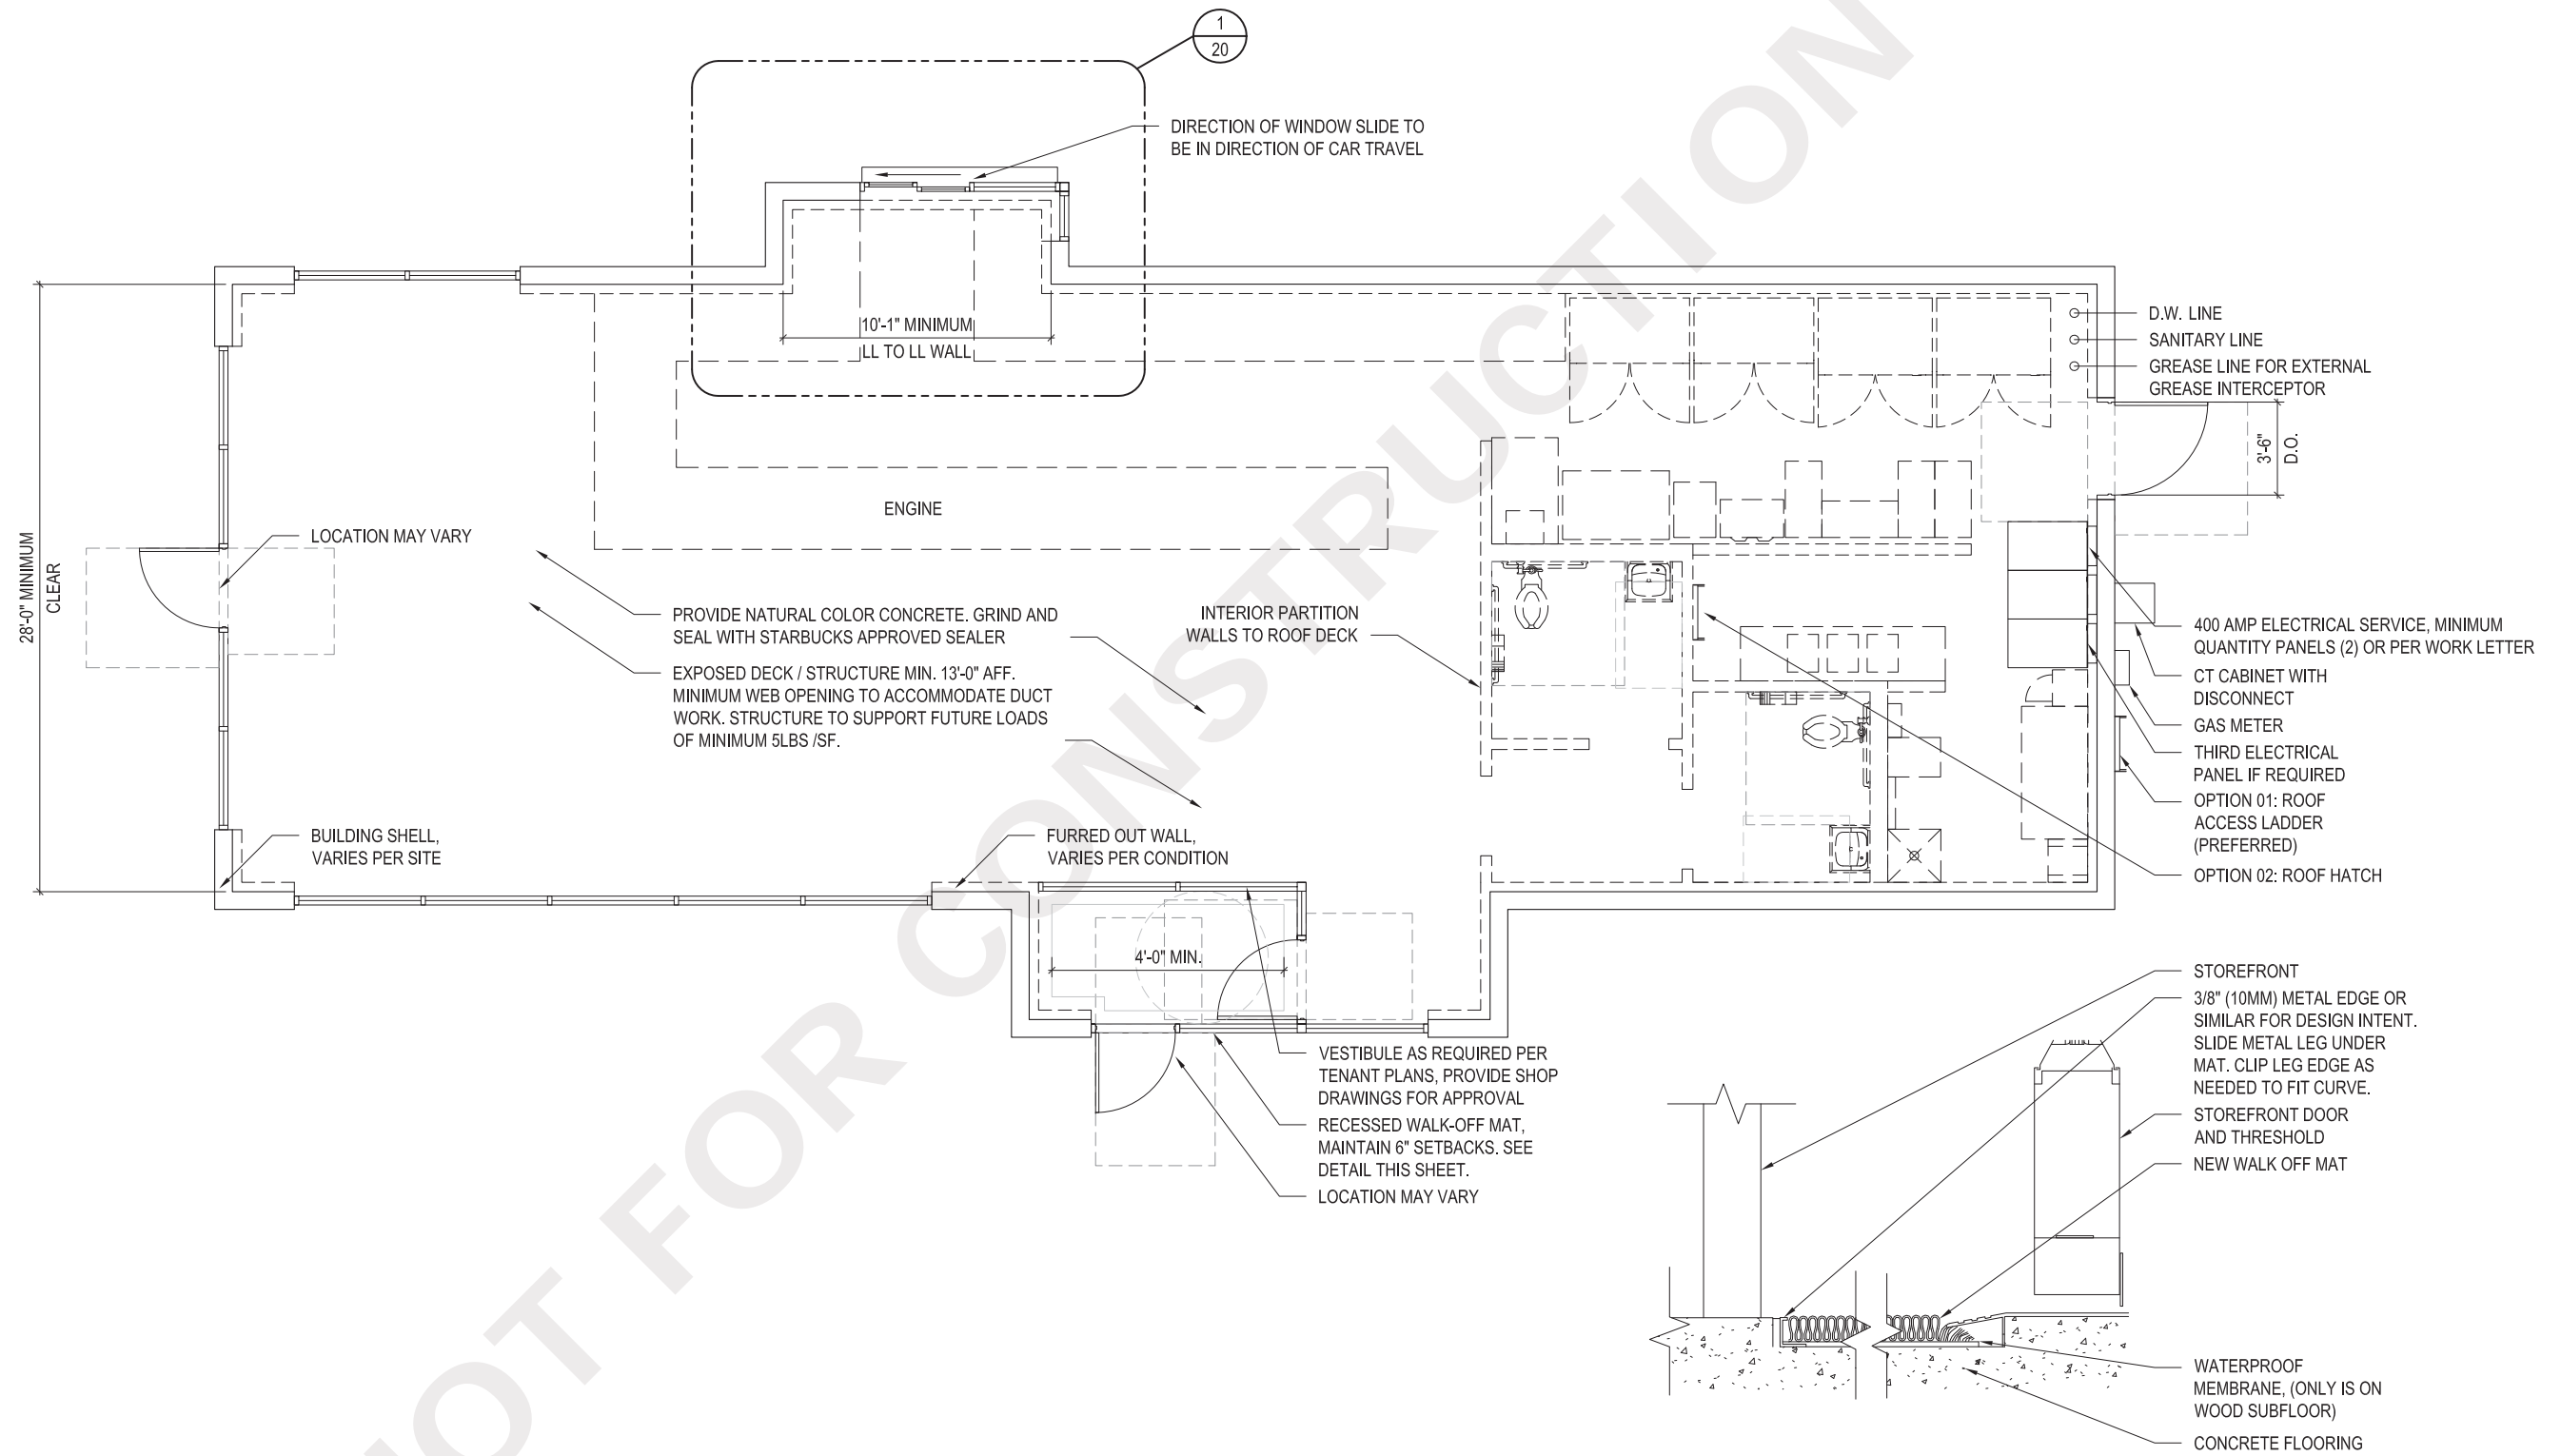 1
20
DIRECTION OF WINDOW SLIDE TO
BE IN DIRECTION OF CAR TRAVEL
10'-1" MINIMUM
LL TO LL WALL
D.W. LINE
SANITARY LINE
GREASE LINE FOR EXTERNAL
GREASE INTERCEPTOR
3'-6"
D.O.
ENGINE
28'-0" MINIMUM
CLEAR
LOCATION MAY VARY
PROVIDE NATURAL COLOR CONCRETE. GRIND AND
SEAL WITH STARBUCKS APPROVED SEALER
EXPOSED DECK / STRUCTURE MIN. 13'-0" AFF.
MINIMUM WEB OPENING TO ACCOMMODATE DUCT
WORK. STRUCTURE TO SUPPORT FUTURE LOADS
OF MINIMUM 5LBS /SF.
INTERIOR PARTITION
WALLS TO ROOF DECK
400 AMP ELECTRICAL SERVICE, MINIMUM
QUANTITY PANELS (2) OR PER WORK LETTER
CT CABINET WITH
DISCONNECT
GAS METER
THIRD ELECTRICAL
PANEL IF REQUIRED
OPTION 01: ROOF
ACCESS LADDER
(PREFERRED)
OPTION 02: ROOF HATCH
BUILDING SHELL,
VARIES PER SITE
FURRED OUT WALL,
VARIES PER CONDITION
4'-0" MIN.
VESTIBULE AS REQUIRED PER
TENANT PLANS, PROVIDE SHOP
DRAWINGS FOR APPROVAL
RECESSED WALK-OFF MAT,
MAINTAIN 6" SETBACKS. SEE
DETAIL THIS SHEET.
LOCATION MAY VARY
STOREFRONT
3/8" (10MM) METAL EDGE OR
SIMILAR FOR DESIGN INTENT.
SLIDE METAL LEG UNDER
MAT. CLIP LEG EDGE AS
NEEDED TO FIT CURVE.
STOREFRONT DOOR
AND THRESHOLD
NEW WALK OFF MAT
WATERPROOF
MEMBRANE, (ONLY IS ON
WOOD SUBFLOOR)
CONCRETE FLOORING
NOT FOR CONSTRUCTION